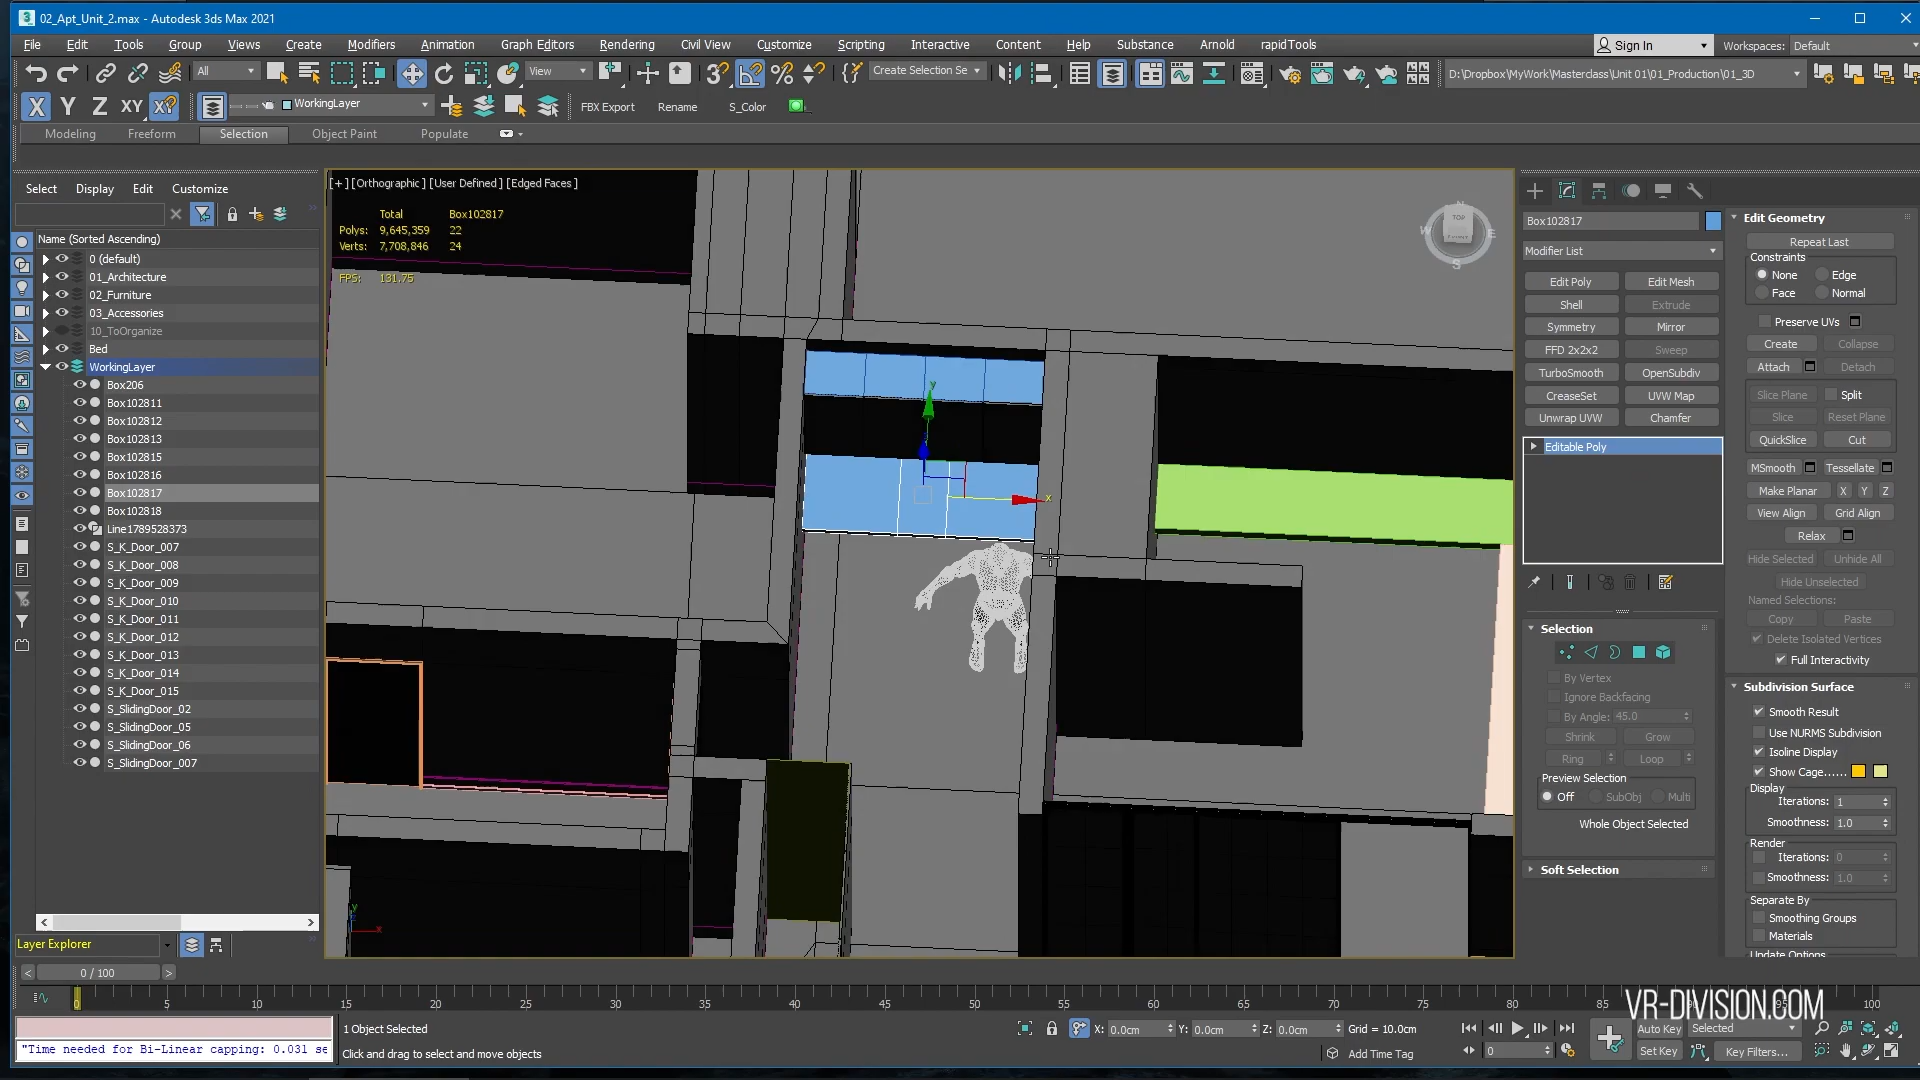 02_Apt_Unit_2.max - Autodesk 3ds Max 2021
File Edit Tools Group Views Create Modifiers Animation Graph Editors Rendering Civil View Customize Scripting Interactive Content Help Substance Arnold rapidTools Sign In Workspaces: Default
All View Create Selection Se D:\Dropbox\MyWork\Masterclass\Unit 01\01_Production\01_3D
X Y Z XY WorkingLayer FBX Export Rename S_Color
Modeling Freeform Selection Object Paint Populate
Select Display Edit Customize
Name (Sorted Ascending)
0 (default)
01_Architecture
02_Furniture
03_Accessories
10_ToOrganize
Bed
WorkingLayer
Box206
Box102811
Box102812
Box102813
Box102815
Box102816
Box102817
Box102818
Line1789528373
S_K_Door_007
S_K_Door_008
S_K_Door_009
S_K_Door_010
S_K_Door_011
S_K_Door_012
S_K_Door_013
S_K_Door_014
S_K_Door_015
S_SlidingDoor_02
S_SlidingDoor_05
S_SlidingDoor_06
S_SlidingDoor_007
Layer Explorer
[+] [Orthographic] [User Defined] [Edged Faces]
Total Box102817
Polys: 9,645,359 22
Verts: 7,708,846 24
FPS: 131.75
TOP
W E S
y
x
Box102817
Modifier List
Edit Poly Edit Mesh
Shell Extrude
Symmetry Mirror
FFD 2x2x2 Sweep
TurboSmooth OpenSubdiv
CreaseSet UVW Map
Unwrap UVW Chamfer
Editable Poly
Selection
By Vertex
Ignore Backfacing
By Angle: 45.0
Shrink Grow
Ring Loop
Preview Selection
Off SubObj Multi
Whole Object Selected
Soft Selection
Edit Geometry
Repeat Last
Constraints
None Edge
Face Normal
Preserve UVs
Create Collapse
Attach Detach
Slice Plane Split
Slice Reset Plane
QuickSlice Cut
MSmooth Tessellate
Make Planar X Y Z
View Align Grid Align
Relax
Hide Selected Unhide All
Hide Unselected
Named Selections:
Copy Paste
Delete Isolated Vertices
Full Interactivity
Subdivision Surface
Smooth Result
Use NURMS Subdivision
Isoline Display
Show Cage......
Display
Iterations: 1
Smoothness: 1.0
Render
Iterations: 0
Smoothness: 1.0
Separate By
Smoothing Groups
Materials
Update Options
0 / 100
0 5 10 15 20 25 30 35 40 45 50 55 60 65 70 75 80 85 100
VR-DIVISION.COM
"Time needed for Bi-Linear capping: 0.031 se
1 Object Selected
Click and drag to select and move objects
X: 0.0cm Y: 0.0cm Z: 0.0cm Grid = 10.0cm
Add Time Tag
0
Auto Key Selected
Set Key Key Filters...